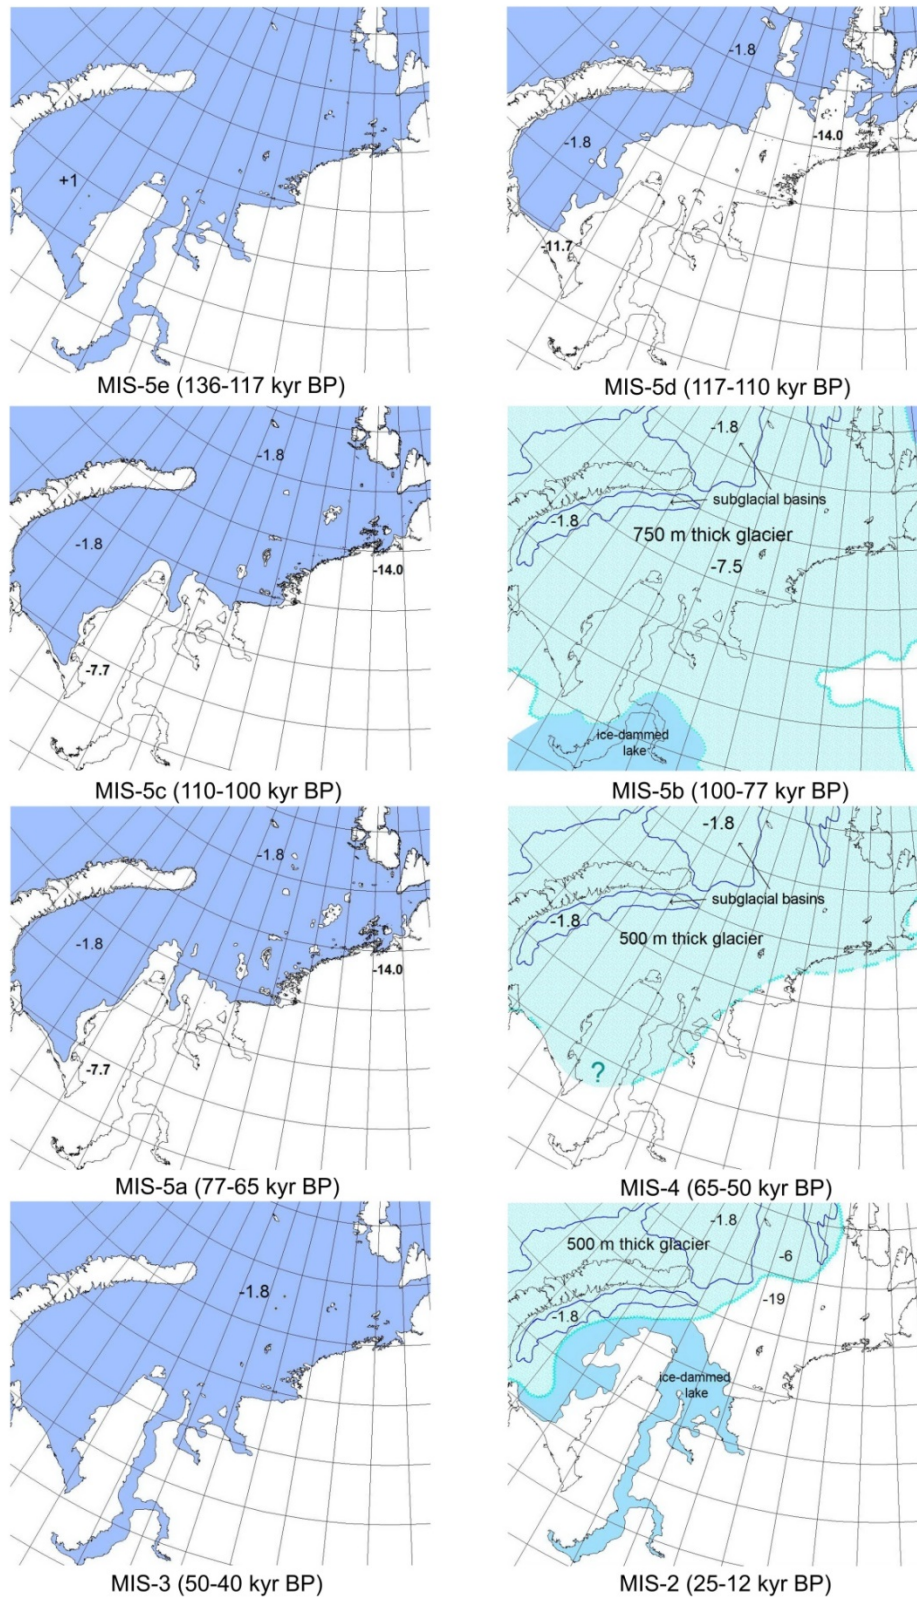 +1
MIS-5e (136-117 kyr BP)
-1.8
-1.8
-14.0
-11.7
MIS-5d (117-110 kyr BP)
-1.8
-1.8
-14.0
-7.7
MIS-5c (110-100 kyr BP)
-1.8
subglacial basins
-1.8
750 m thick glacier
-7.5
ice-dammed
lake
MIS-5b (100-77 kyr BP)
-1.8
-1.8
-14.0
-7.7
MIS-5a (77-65 kyr BP)
-1.8
subglacial basins
-1.8
500 m thick glacier
?
MIS-4 (65-50 kyr BP)
-1.8
MIS-3 (50-40 kyr BP)
-1.8
500 m thick glacier
-6
-19
-1.8
ice-dammed
lake
MIS-2 (25-12 kyr BP)